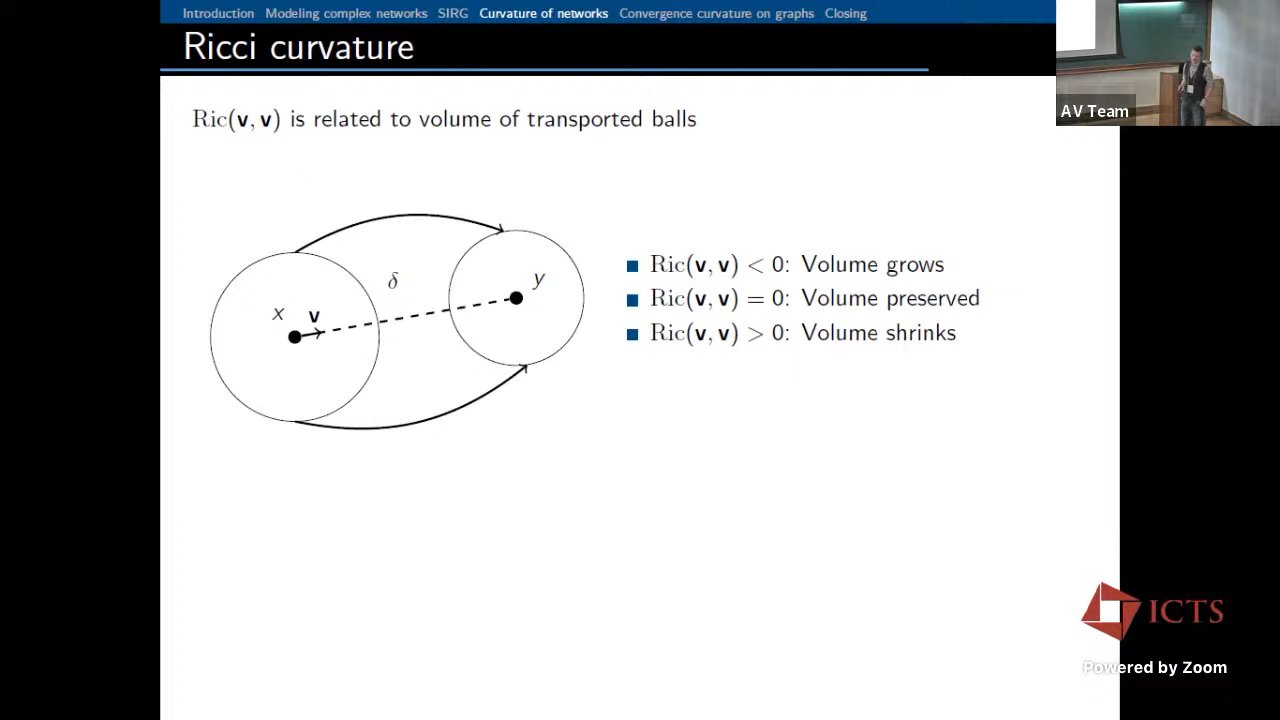 Introduction Modeling complex networks SIRG Curvature of networks Convergence curvature on graphs Closing
Ricci curvature
AV Team
Ric(v, v) is related to volume of transported balls
δ
x
v
y
Ric(v, v) < 0: Volume grows
Ric(v, v) = 0: Volume preserved
Ric(v, v) > 0: Volume shrinks
ICTS
Powered by Zoom